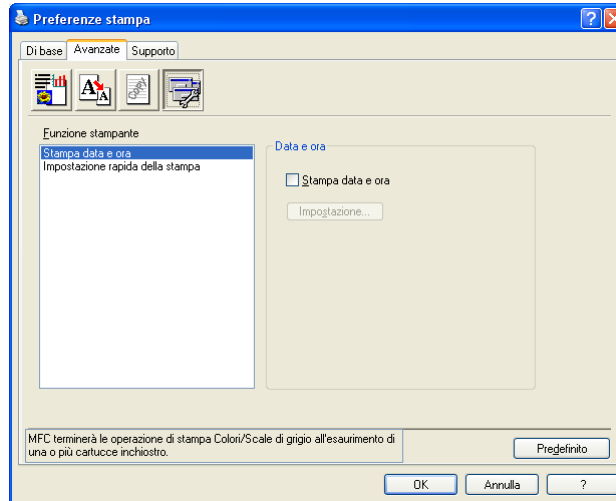 Preferenze stampa
Di base Avanzate Supporto
Funzione stampante
Stampa data e ora
Impostazione rapida della stampa
Data e ora
Stampa data e ora
Impostazione...
MFC terminerà le operazione di stampa Colori/Scale di grigio all'esaurimento di
una o più cartucce inchiostro.
Predefinito
OK Annulla ?